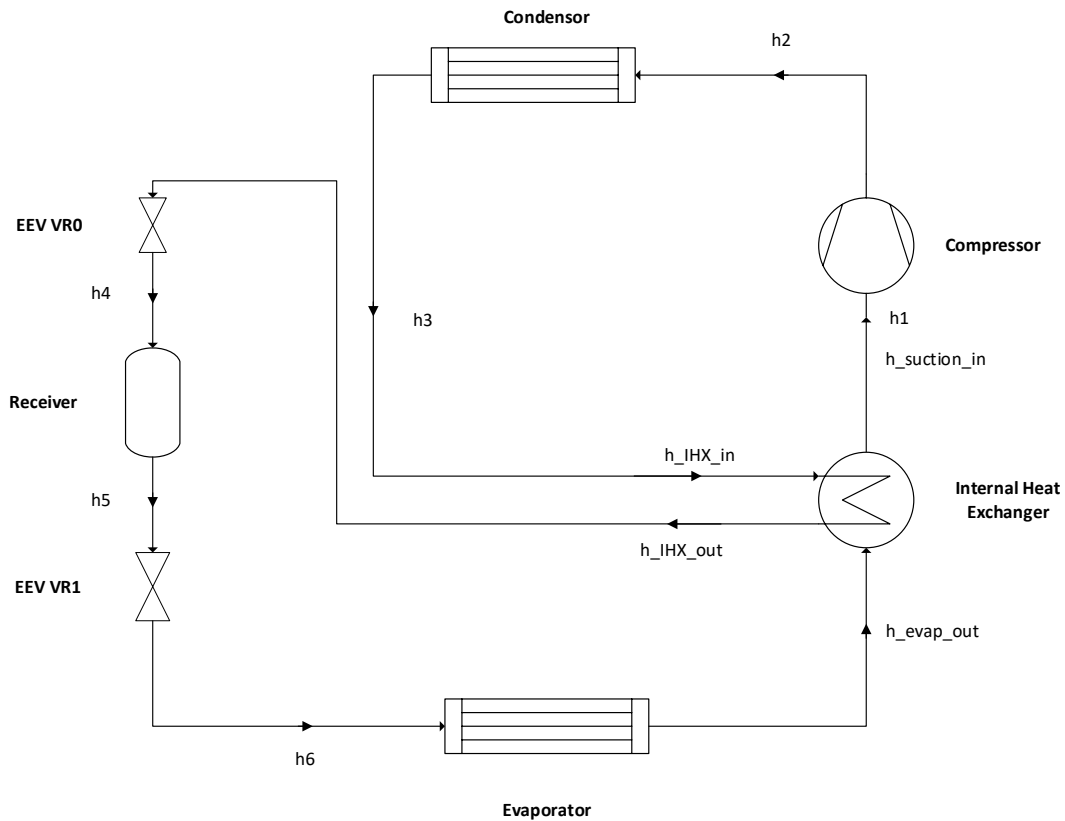 Condensor
h2
EEV VR0
Compressor
h4
h3
h1
h_suction_in
Receiver
h_IHX_in
h5
Internal Heat
Exchanger
h_IHX_out
EEV VR1
h_evap_out
h6
Evaporator